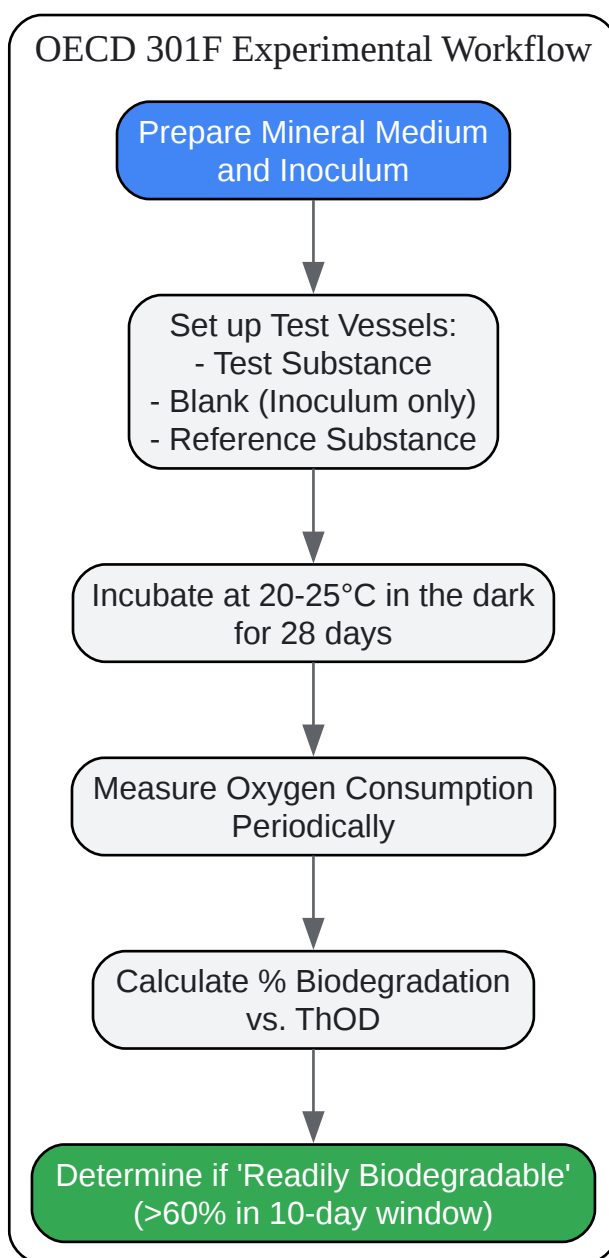 OECD 301F Experimental Workflow
Prepare Mineral Medium
and Inoculum
Set up Test Vessels:
- Test Substance
- Blank (Inoculum only)
- Reference Substance
Incubate at 20-25°C in the dark
for 28 days
Measure Oxygen Consumption
Periodically
Calculate % Biodegradation
vs. ThOD
Determine if 'Readily Biodegradable'
(>60% in 10-day window)